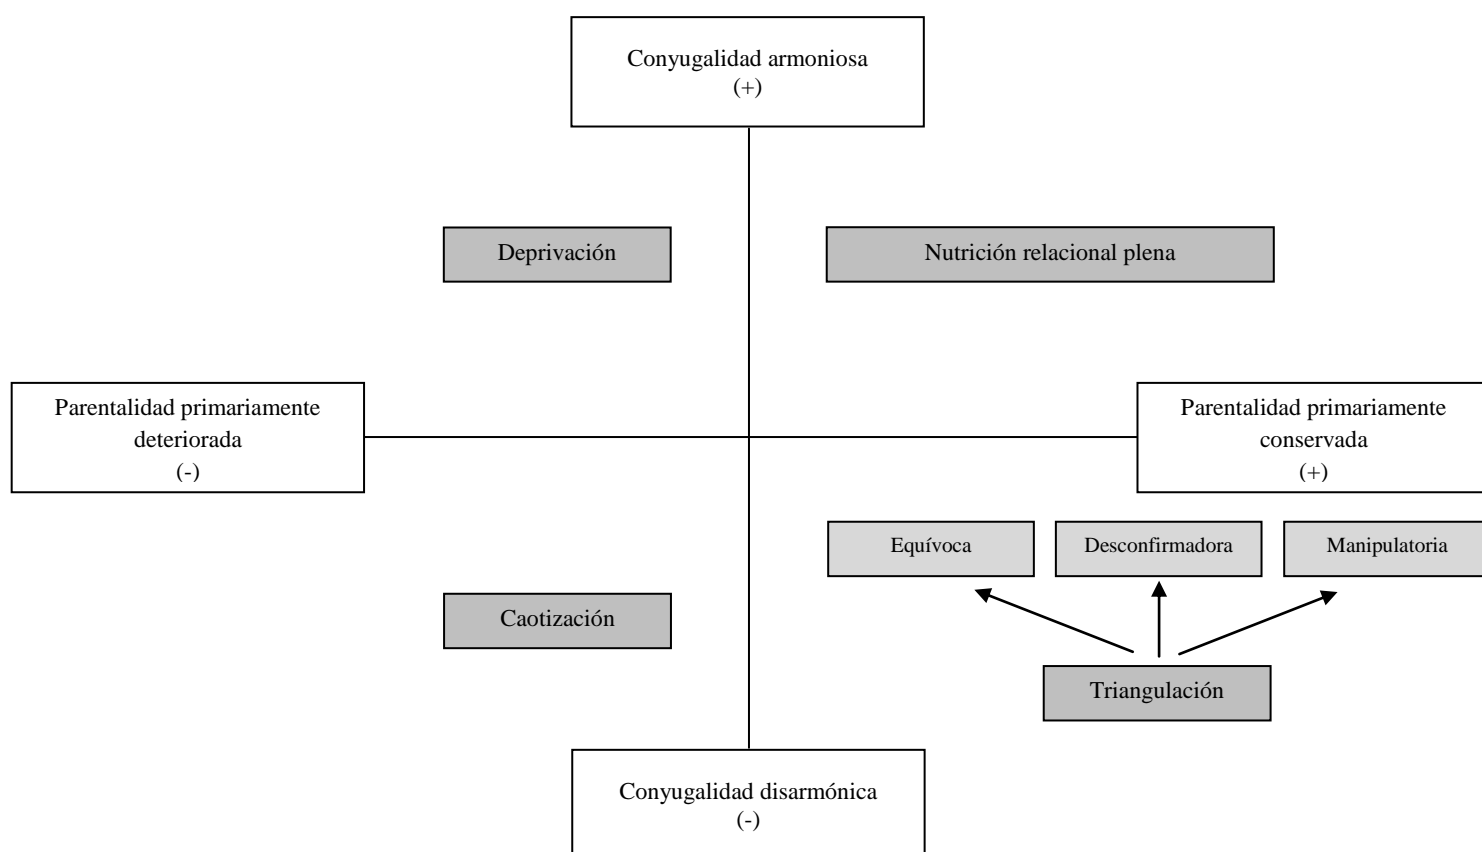 Conyugalidad armoniosa
(+)
Deprivación
Nutrición relacional plena
Parentalidad primariamente
deteriorada
(-)
Parentalidad primariamente
conservada
(+)
Equívoca
Desconfirmadora
Manipulatoria
Caotización
Triangulación
Conyugalidad disarmónica
(-)